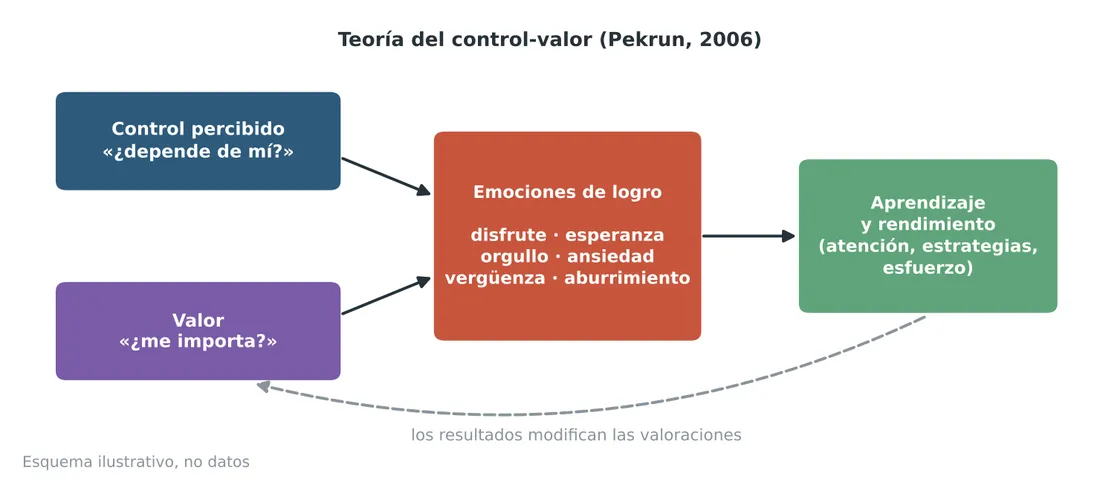 Teoría del control-valor (Pekrun, 2006)
Control percibido
«¿depende de mí?»
Valor
«¿me importa?»
Emociones de logro
disfrute · esperanza
orgullo · ansiedad
vergüenza · aburrimiento
Aprendizaje
y rendimiento
(atención, estrategias,
esfuerzo)
los resultados modifican las valoraciones
Esquema ilustrativo, no datos